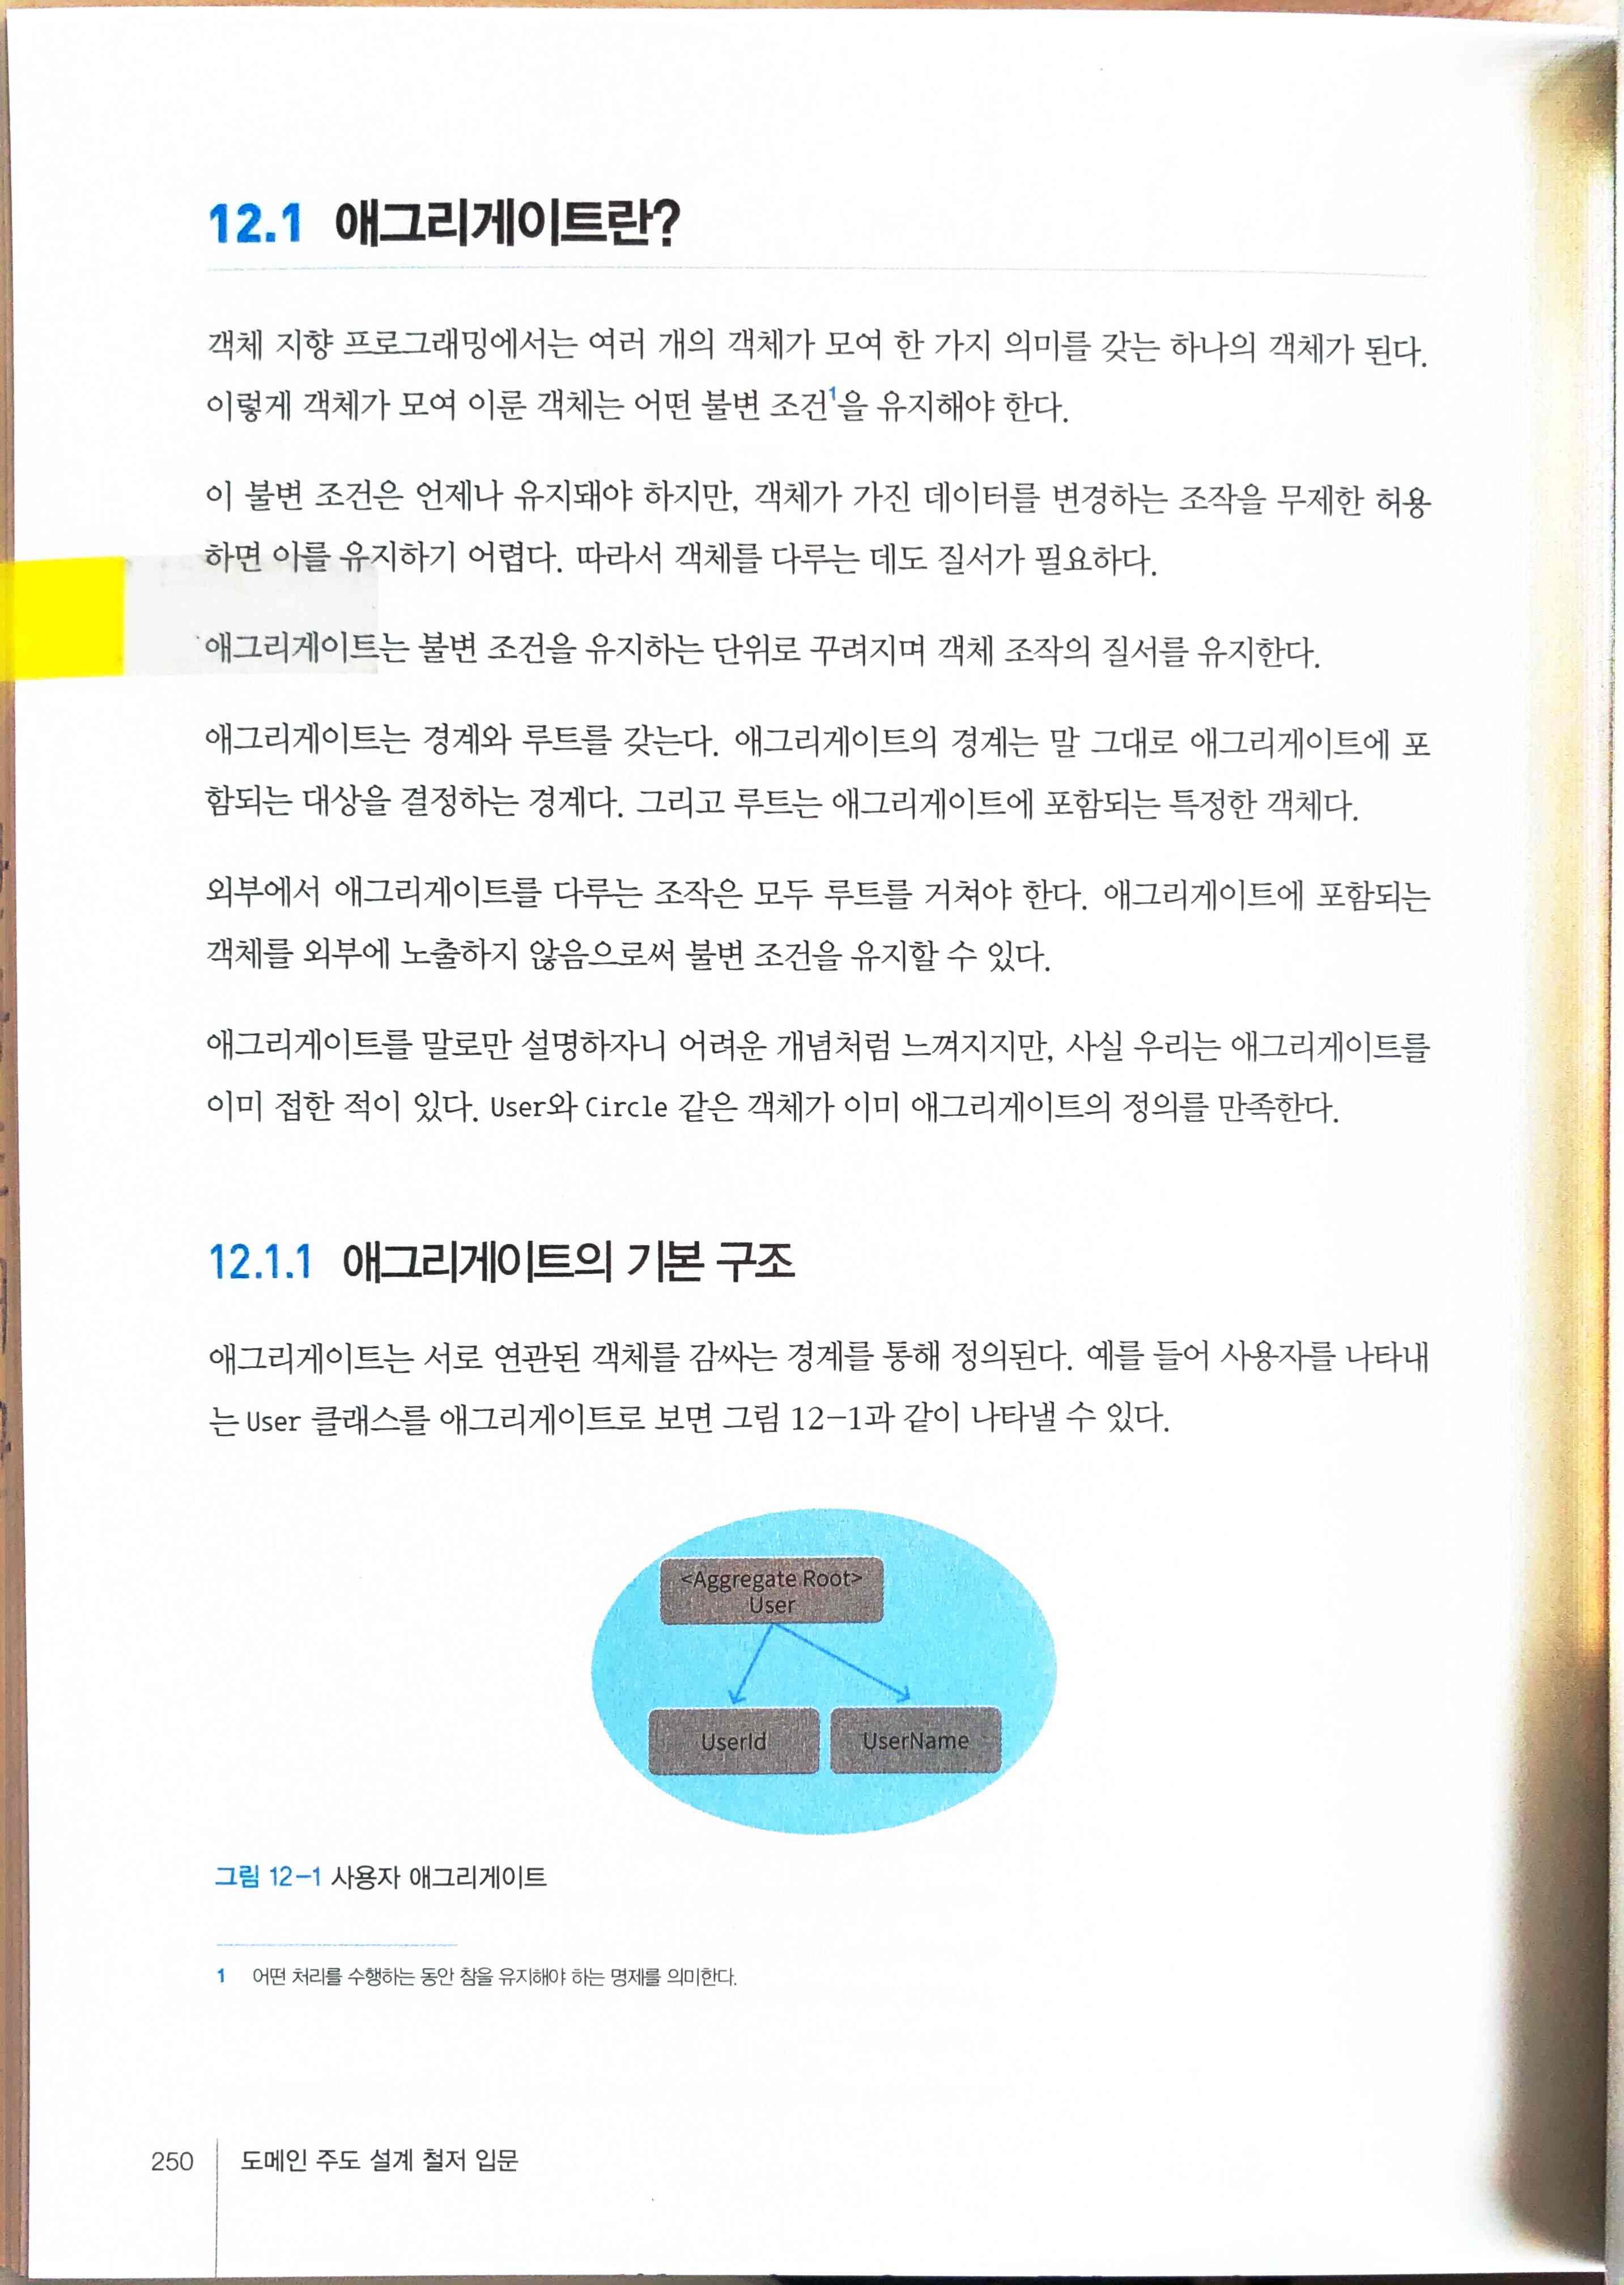 12.1 애그리게이트란?
객체 지향 프로그래밍에서는 여러 개의 객체가 모여 한 가지 의미를 갖는 하나의 객체가 된다.
이렇게 객체가 모여 이룬 객체는 어떤 불변 조건1을 유지해야 한다.
이 불변 조건은 언제나 유지돼야 하지만, 객체가 가진 데이터를 변경하는 조작을 무제한 허용
하면 이를 유지하기 어렵다. 따라서 객체를 다루는 데도 질서가 필요하다.
애그리게이트는 불변 조건을 유지하는 단위로 꾸려지며 객체 조작의 질서를 유지한다.
애그리게이트는 경계와 루트를 갖는다. 애그리게이트의 경계는 말 그대로 애그리게이트에 포
함되는 대상을 결정하는 경계다. 그리고 루트는 애그리게이트에 포함되는 특정한 객체다.
외부에서 애그리게이트를 다루는 조작은 모두 루트를 거쳐야 한다. 애그리게이트에 포함되는
객체를 외부에 노출하지 않음으로써 불변 조건을 유지할 수 있다.
애그리게이트를 말로만 설명하자니 어려운 개념처럼 느껴지지만, 사실 우리는 애그리게이트를
이미 접한 적이 있다. User와 Circle 같은 객체가 이미 애그리게이트의 정의를 만족한다.
12.1.1 애그리게이트의 기본 구조
애그리게이트는 서로 연관된 객체를 감싸는 경계를 통해 정의된다. 예를 들어 사용자를 나타내
는 User 클래스를 애그리게이트로 보면 그림 12-1과 같이 나타낼 수 있다.
<Aggregate Root>
User
UserId UserName
그림 12-1 사용자 애그리게이트
1 어떤 처리를 수행하는 동안 참을 유지해야 하는 명제를 의미한다.
250 도메인 주도 설계 철저 입문